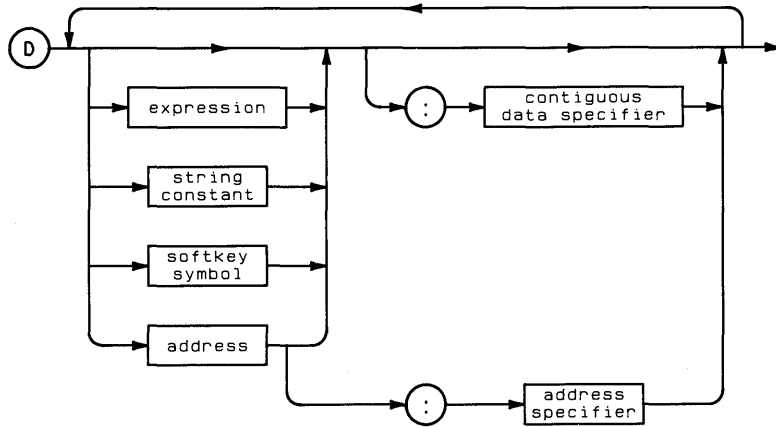 D
expression
:
contiguous
data specifier
string
constant
softkey
symbol
address
:
address
specifier